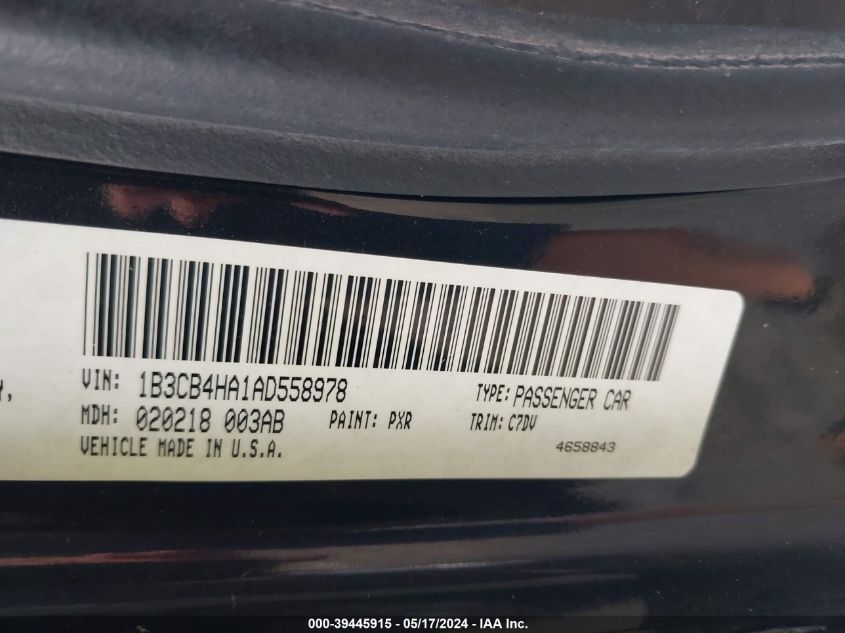 VIN: 1B3CB4HA1AD558978
TYPE: PASSENGER CAR
MDH: 020218 003AB
PAINT: PXR
TRIM: C7DV
VEHICLE MADE IN U.S.A.
4658843
000-39445915 - 05/17/2024 - IAA Inc.